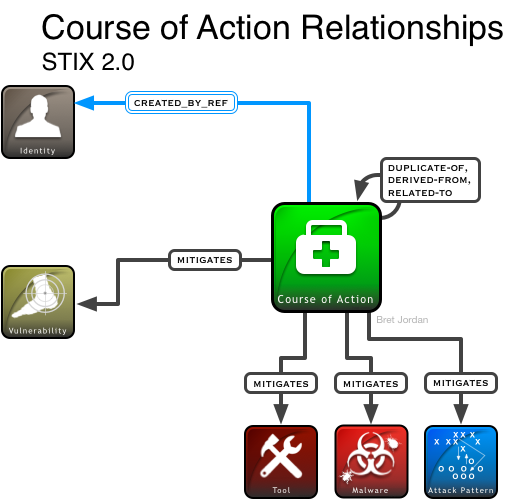 Course of Action Relationships
STIX 2.0
CREATED_BY_REF
Identity
DUPLICATE-OF,
DERIVED-FROM,
RELATED-TO
MITIGATES
Course of Action
Vulnerability
Bret Jordan
MITIGATES
MITIGATES
MITIGATES
Tool
Malware
X X X
X X X X
X
O
O O O O
Attack Pattern